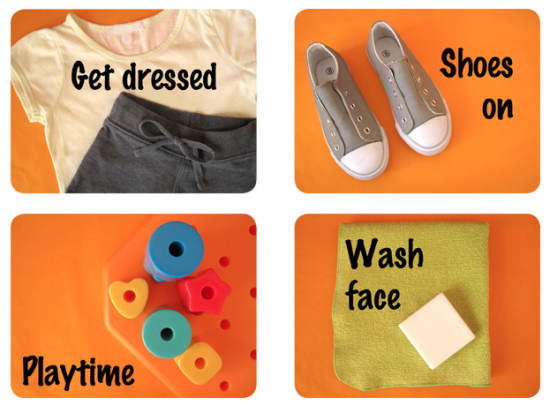 Get dressed
Shoes
on
Playtime
Wash
face